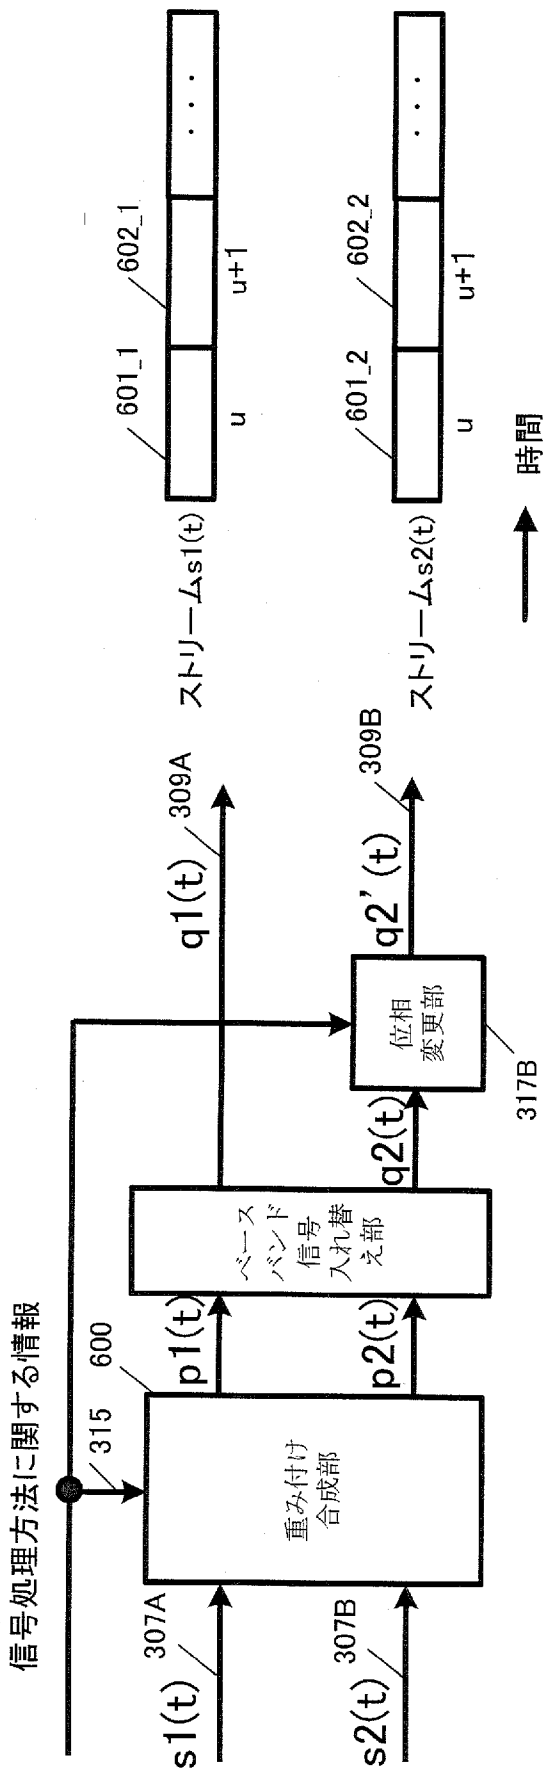 信号処理方法に関する情報
315
600
s1(t)
307A
s2(t)
307B
重み付け
合成部
p1(t)
p2(t)
ベース
バンド
信号
入れ替
え部
q1(t)
309A
q2(t)
位相
変更部
317B
q2'(t)
309B
ストリームs1(t)
601_1
602_1
・・・
u
u+1
ストリームs2(t)
601_2
602_2
・・・
u
u+1
時間